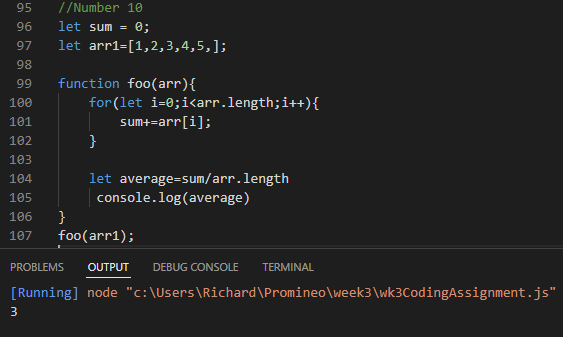 95 //Number 10
96 let sum = 0;
97 let arr1=[1,2,3,4,5,];
98
99 function foo(arr){
100 for(let i=0;i<arr.length;i++){
101 sum+=arr[i];
102 }
103
104 let average=sum/arr.length
105 console.log(average)
106 }
107 foo(arr1);
PROBLEMS OUTPUT DEBUG CONSOLE TERMINAL
[Running] node "c:\Users\Richard\Promineo\week3\wk3CodingAssignment.js"
3